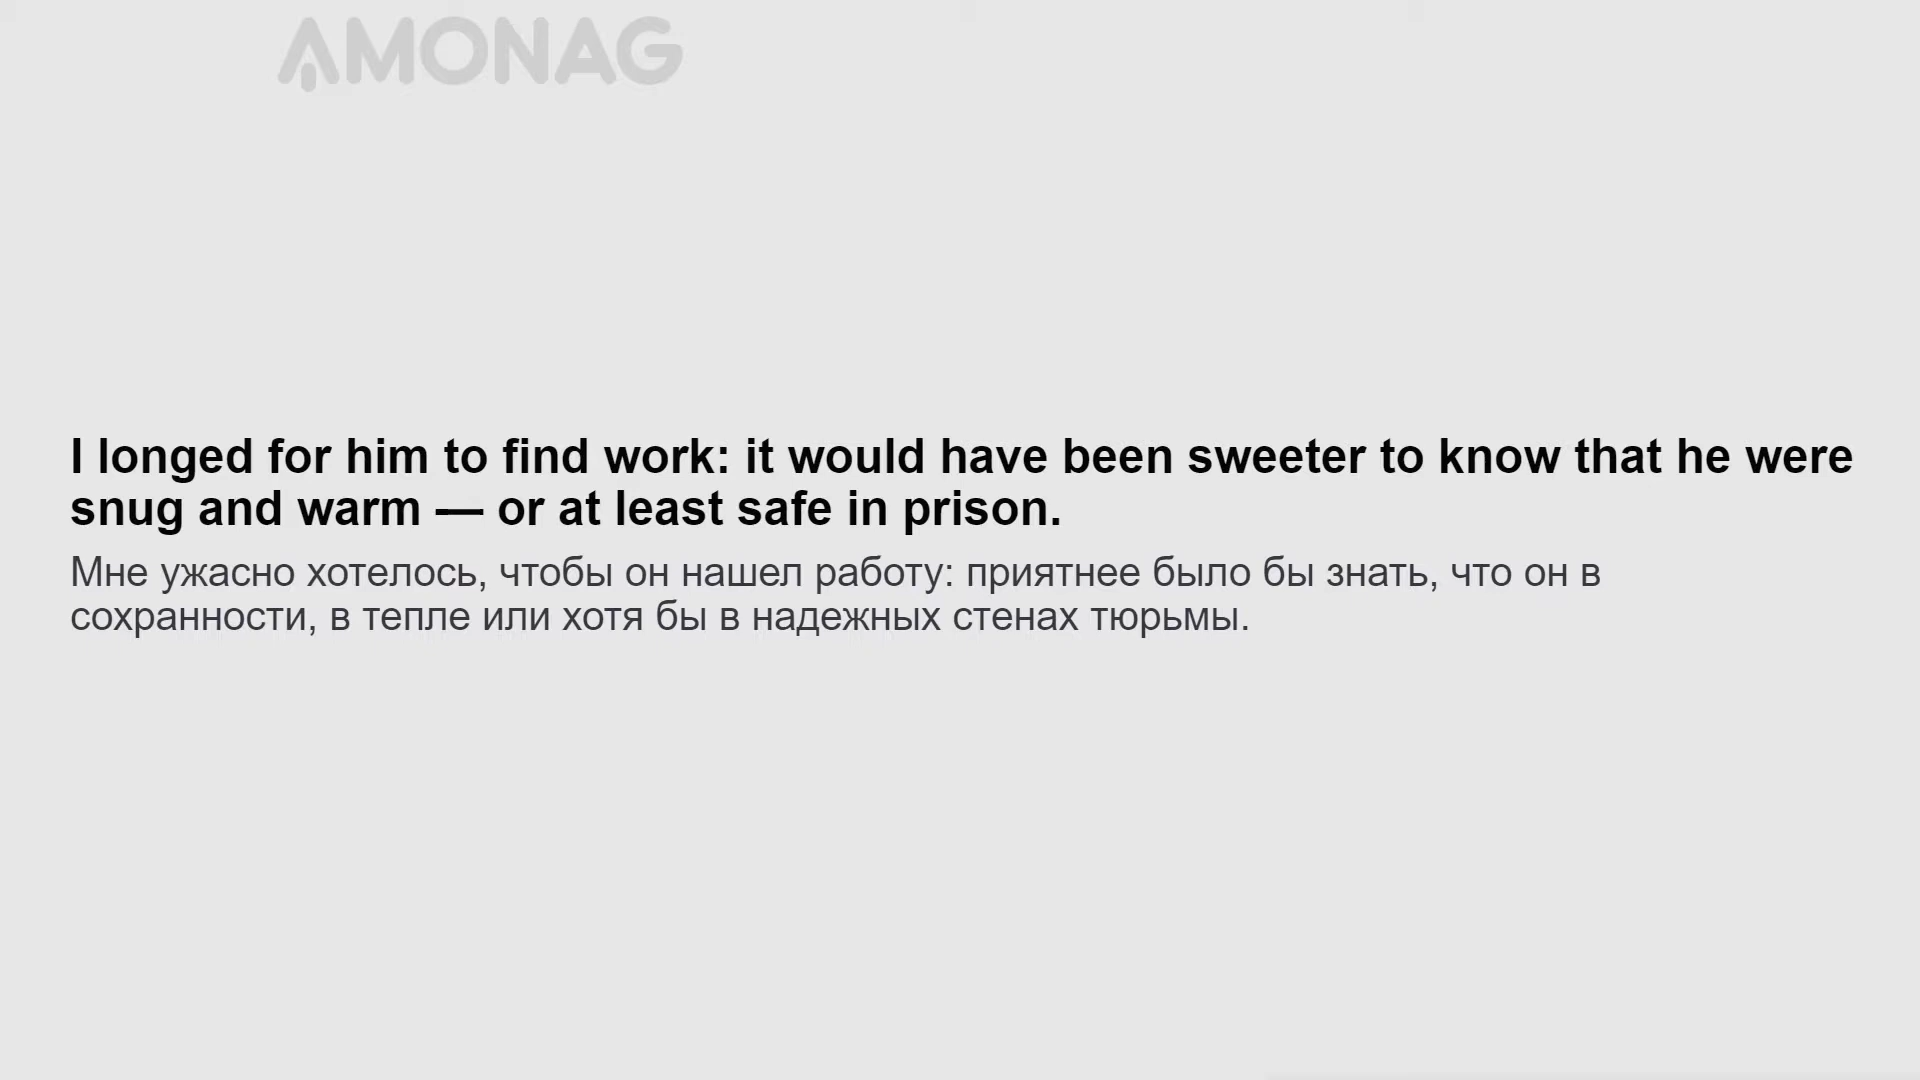 AMONAG
I longed for him to find work: it would have been sweeter to know that he were
snug and warm — or at least safe in prison.
Мне ужасно хотелось, чтобы он нашел работу: приятнее было бы знать, что он в
сохранности, в тепле или хотя бы в надежных стенах тюрьмы.